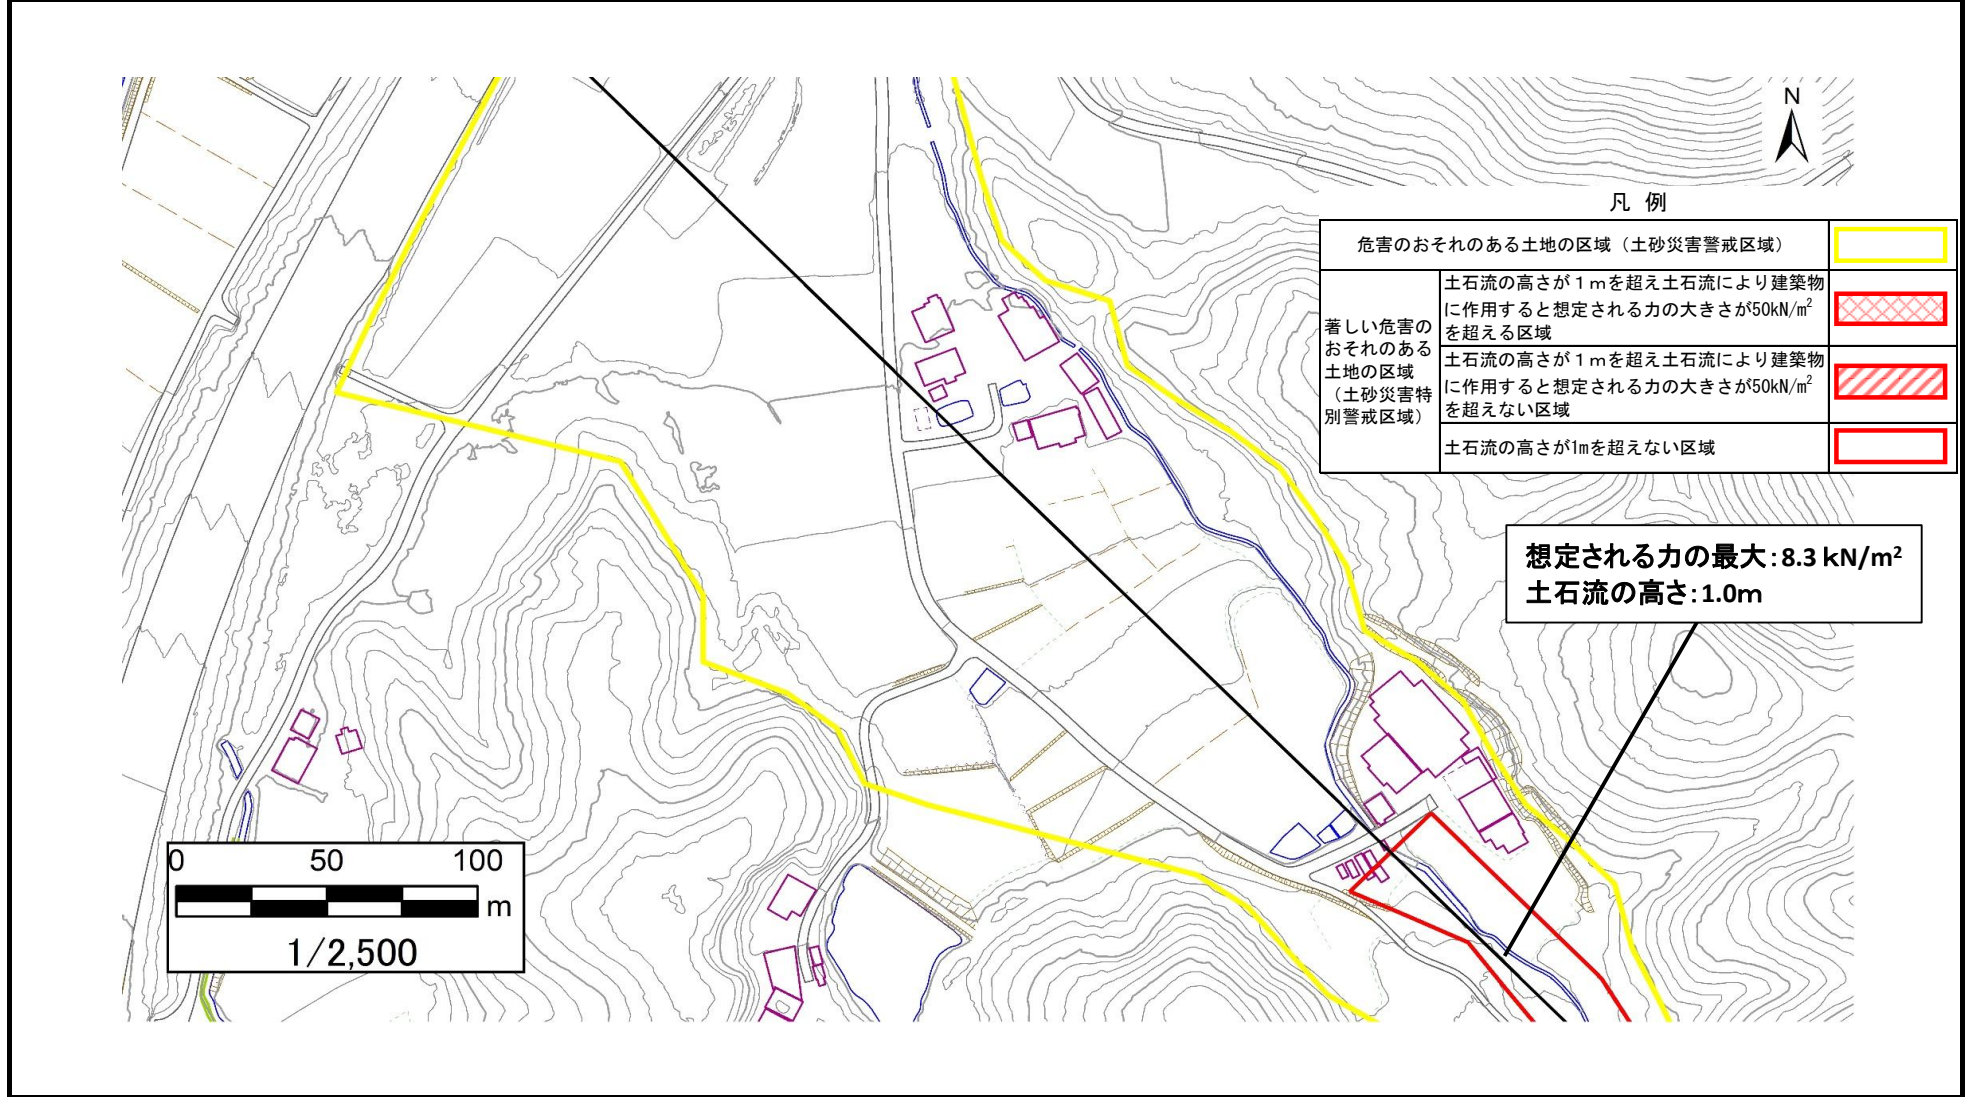 N
凡 例
危害のおそれのある土地の区域（土砂災害警戒区域）
著しい危害の
おそれのある
土地の区域
（土砂災害特
別警戒区域）
土石流の高さが１ｍを超え土石流により建築物
に作用すると想定される力の大きさが50kN/m²
を超える区域
土石流の高さが１ｍを超え土石流により建築物
に作用すると想定される力の大きさが50kN/m²
を超えない区域
土石流の高さが1mを超えない区域
想定される力の最大：8.3 kN/m²
土石流の高さ：1.0m
0 50 100
m
1/2,500